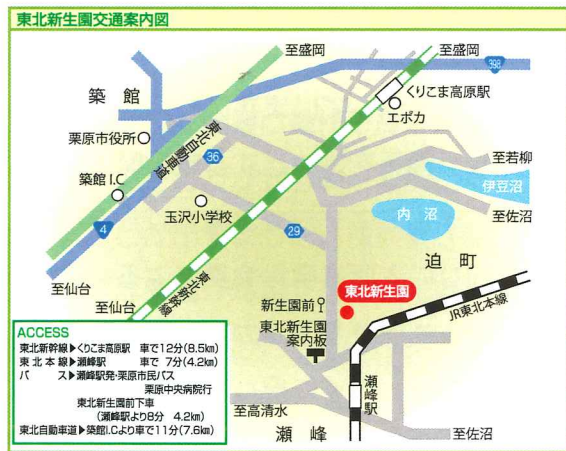 東北新生園交通案内図
至盛岡
至盛岡
398
築館
くりこま高原駅
エポカ
栗原市役所
東北自動車道
36
至若柳
築館I.C
伊豆沼
玉沢小学校
内沼
至佐沼
4
29
迫町
至仙台
至仙台
東北新幹線
東北新生園
新生園前
JR東北本線
東北新生園
案内板
瀬峰駅
至高清水
瀬峰
至佐沼
ACCESS
東北新幹線▶くりこま高原駅 車で12分(8.5km)
東北本線▶瀬峰駅 車で 7分(4.2km)
バス▶瀬峰駅発・栗原市民バス
栗原中央病院行
東北新生園前下車
(瀬峰駅より8分 4.2km)
東北自動車道▶築館I.Cより車で11分(7.6km)